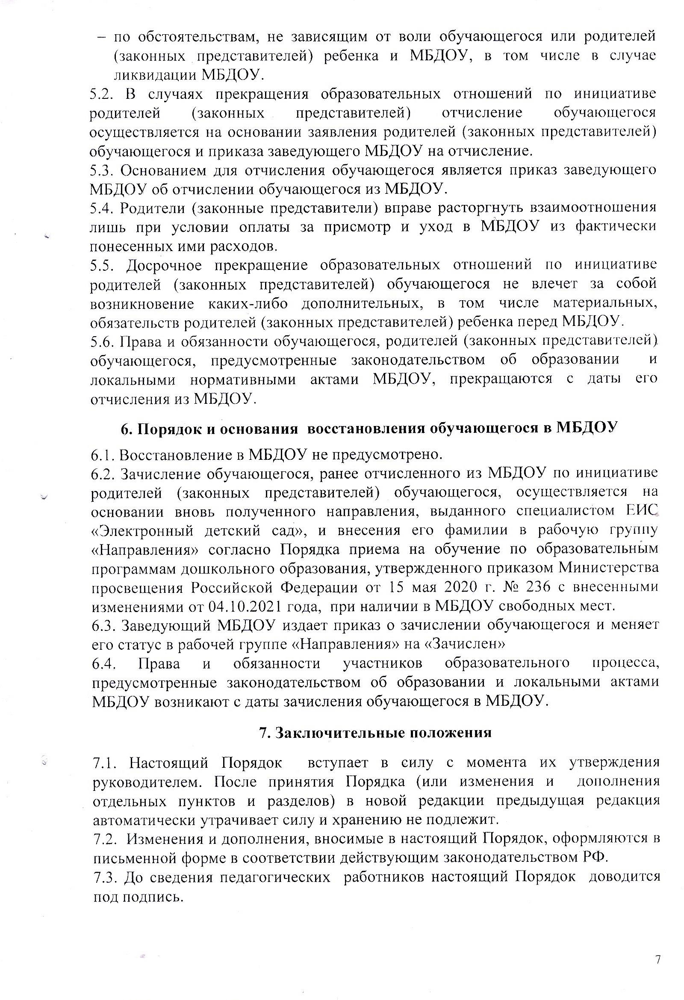 – по обстоятельствам, не зависящим от воли обучающегося или родителей
(законных представителей) ребенка и МБДОУ, в том числе в случае
ликвидации МБДОУ.
5.2. В случаях прекращения образовательных отношений по инициативе
родителей (законных представителей) отчисление обучающегося
осуществляется на основании заявления родителей (законных представителей)
обучающегося и приказа заведующего МБДОУ на отчисление.
5.3. Основанием для отчисления обучающегося является приказ заведующего
МБДОУ об отчислении обучающегося из МБДОУ.
5.4. Родители (законные представители) вправе расторгнуть взаимоотношения
лишь при условии оплаты за присмотр и уход в МБДОУ из фактически
понесенных ими расходов.
5.5. Досрочное прекращение образовательных отношений по инициативе
родителей (законных представителей) обучающегося не влечет за собой
возникновение каких-либо дополнительных, в том числе материальных,
обязательств родителей (законных представителей) ребенка перед МБДОУ.
5.6. Права и обязанности обучающегося, родителей (законных представителей)
обучающегося, предусмотренные законодательством об образовании и
локальными нормативными актами МБДОУ, прекращаются с даты его
отчисления из МБДОУ.
6. Порядок и основания восстановления обучающегося в МБДОУ
6.1. Восстановление в МБДОУ не предусмотрено.
6.2. Зачисление обучающегося, ранее отчисленного из МБДОУ по инициативе
родителей (законных представителей) обучающегося, осуществляется на
основании вновь полученного направления, выданного специалистом ЕИС
«Электронный детский сад», и внесения его фамилии в рабочую группу
«Направления» согласно Порядка приема на обучение по образовательным
программам дошкольного образования, утвержденного приказом Министерства
просвещения Российской Федерации от 15 мая 2020 г. № 236 с внесенными
изменениями от 04.10.2021 года, при наличии в МБДОУ свободных мест.
6.3. Заведующий МБДОУ издает приказ о зачислении обучающегося и меняет
его статус в рабочей группе «Направления» на «Зачислен»
6.4. Права и обязанности участников образовательного процесса,
предусмотренные законодательством об образовании и локальными актами
МБДОУ возникают с даты зачисления обучающегося в МБДОУ.
7. Заключительные положения
7.1. Настоящий Порядок вступает в силу с момента их утверждения
руководителем. После принятия Порядка (или изменения и дополнения
отдельных пунктов и разделов) в новой редакции предыдущая редакция
автоматически утрачивает силу и хранению не подлежит.
7.2. Изменения и дополнения, вносимые в настоящий Порядок, оформляются в
письменной форме в соответствии действующим законодательством РФ.
7.3. До сведения педагогических работников настоящий Порядок доводится
под подпись.
7